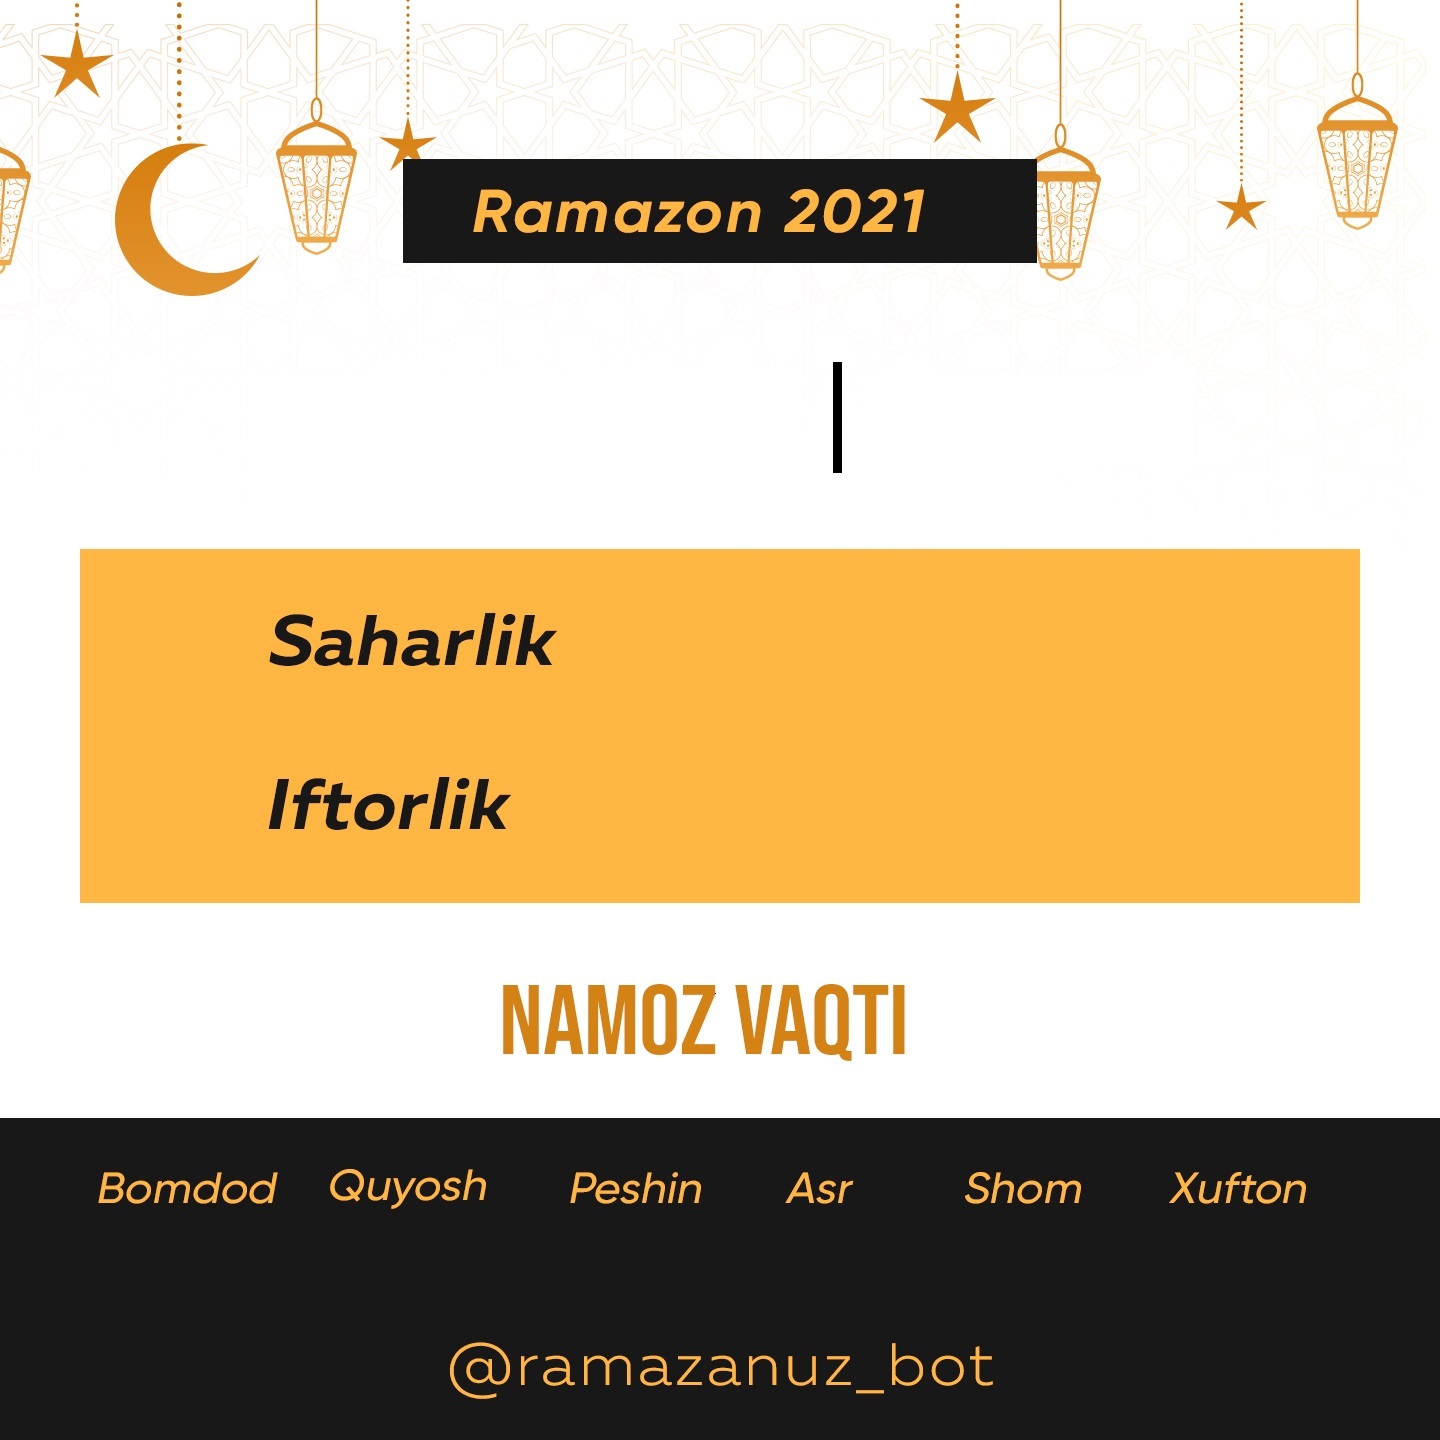 Ramazon 2021
Saharlik
Iftorlik
NAMOZ VAQTI
Bomdod Quyosh Peshin Asr Shom Xufton
@ramazanuz_bot